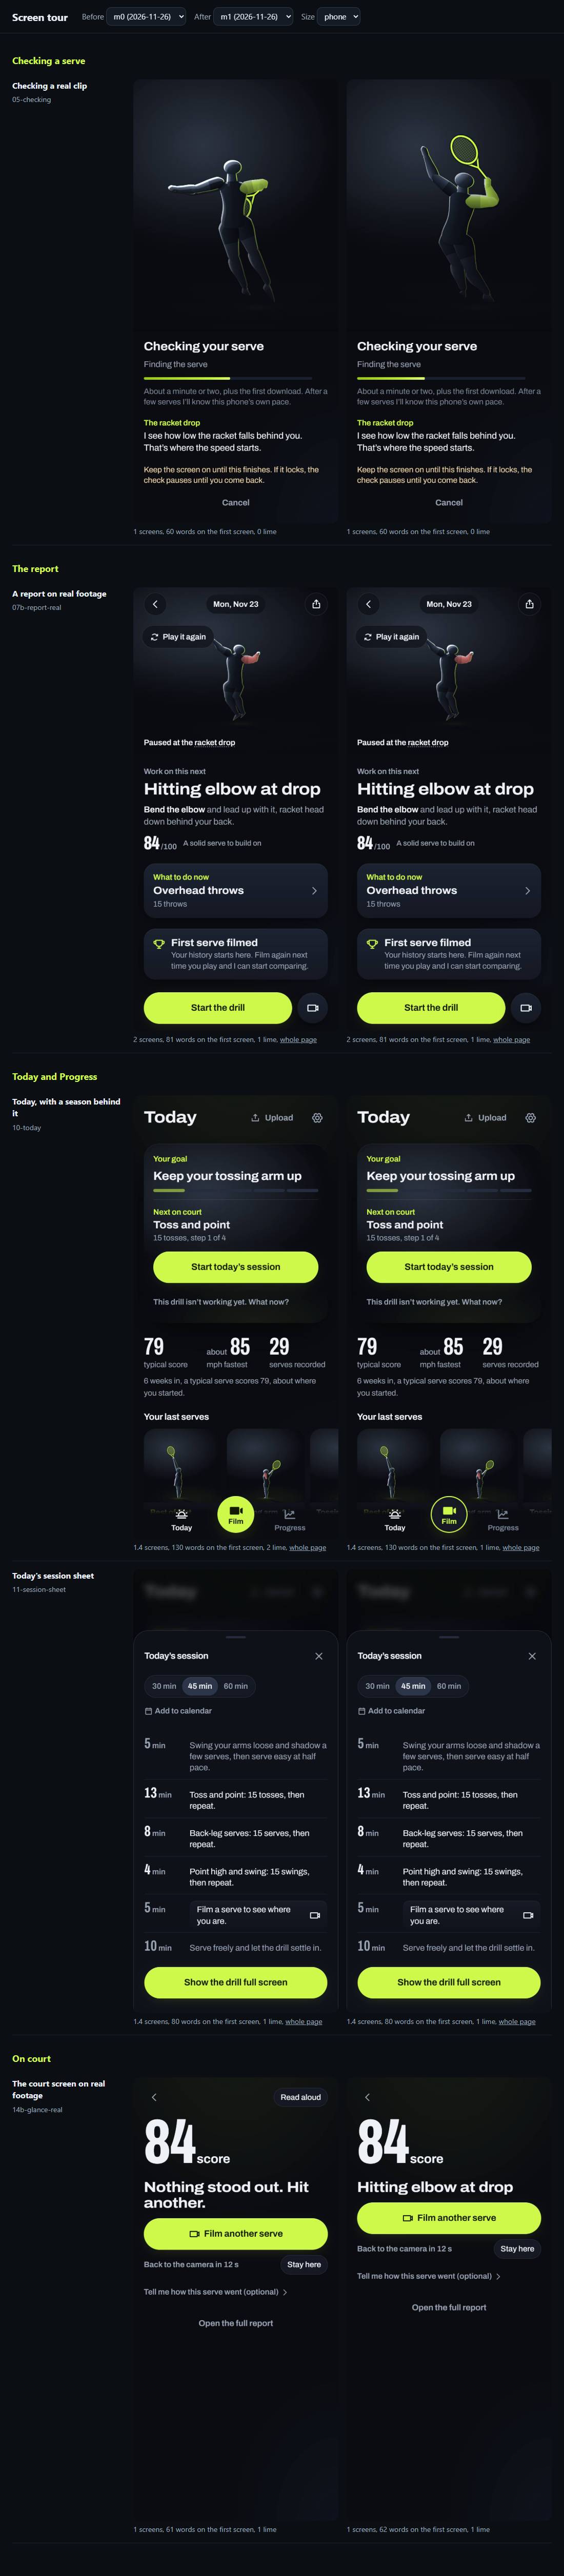 Screen tour
Before m0 (2026-11-26) After m1 (2026-11-26) Size phone
Checking a serve
Checking a real clip
05-checking
Checking your serve
Finding the serve
About a minute or two, plus the first download. After a
few serves I'll know this phone's own pace.
The racket drop
I see how low the racket falls behind you.
That's where the speed starts.
Keep the screen on until this finishes. If it locks, the
check pauses until you come back.
Cancel
1 screens, 60 words on the first screen, 0 lime
Checking your serve
Finding the serve
About a minute or two, plus the first download. After a
few serves I'll know this phone's own pace.
The racket drop
I see how low the racket falls behind you.
That's where the speed starts.
Keep the screen on until this finishes. If it locks, the
check pauses until you come back.
Cancel
1 screens, 60 words on the first screen, 0 lime
The report
A report on real footage
07b-report-real
Mon, Nov 23
Play it again
Paused at the racket drop
Work on this next
Hitting elbow at drop
Bend the elbow and lead up with it, racket head
down behind your back.
84/100 A solid serve to build on
What to do now
Overhead throws
15 throws
First serve filmed
Your history starts here. Film again next
time you play and I can start comparing.
Start the drill
2 screens, 81 words on the first screen, 1 lime, whole page
Mon, Nov 23
Play it again
Paused at the racket drop
Work on this next
Hitting elbow at drop
Bend the elbow and lead up with it, racket head
down behind your back.
84/100 A solid serve to build on
What to do now
Overhead throws
15 throws
First serve filmed
Your history starts here. Film again next
time you play and I can start comparing.
Start the drill
2 screens, 81 words on the first screen, 1 lime, whole page
Today and Progress
Today, with a season behind
it
10-today
Today Upload
Your goal
Keep your tossing arm up
Next on court
Toss and point
15 tosses, step 1 of 4
Start today's session
This drill isn't working yet. What now?
79 about 85 29
typical score mph fastest serves recorded
6 weeks in, a typical serve scores 79, about where
you started.
Your last serves
Today Film Progress
1.4 screens, 130 words on the first screen, 2 lime, whole page
Today Upload
Your goal
Keep your tossing arm up
Next on court
Toss and point
15 tosses, step 1 of 4
Start today's session
This drill isn't working yet. What now?
79 about 85 29
typical score mph fastest serves recorded
6 weeks in, a typical serve scores 79, about where
you started.
Your last serves
Today Film Progress
1.4 screens, 130 words on the first screen, 1 lime, whole page
Today's session sheet
11-session-sheet
Today
Today's session
30 min 45 min 60 min
Add to calendar
5 min Swing your arms loose and shadow a
few serves, then serve easy at half
pace.
13 min Toss and point: 15 tosses, then
repeat.
8 min Back-leg serves: 15 serves, then
repeat.
4 min Point high and swing: 15 swings,
then repeat.
5 min Film a serve to see where
you are.
10 min Serve freely and let the drill settle in.
Show the drill full screen
1.4 screens, 80 words on the first screen, 1 lime, whole page
Today
Today's session
30 min 45 min 60 min
Add to calendar
5 min Swing your arms loose and shadow a
few serves, then serve easy at half
pace.
13 min Toss and point: 15 tosses, then
repeat.
8 min Back-leg serves: 15 serves, then
repeat.
4 min Point high and swing: 15 swings,
then repeat.
5 min Film a serve to see where
you are.
10 min Serve freely and let the drill settle in.
Show the drill full screen
1.4 screens, 80 words on the first screen, 1 lime, whole page
On court
The court screen on real
footage
14b-glance-real
Read aloud
84 score
Nothing stood out. Hit
another.
Film another serve
Back to the camera in 12 s Stay here
Tell me how this serve went (optional)
Open the full report
1 screens, 61 words on the first screen, 1 lime
84 score
Hitting elbow at drop
Film another serve
Back to the camera in 12 s Stay here
Tell me how this serve went (optional)
Open the full report
1 screens, 62 words on the first screen, 1 lime